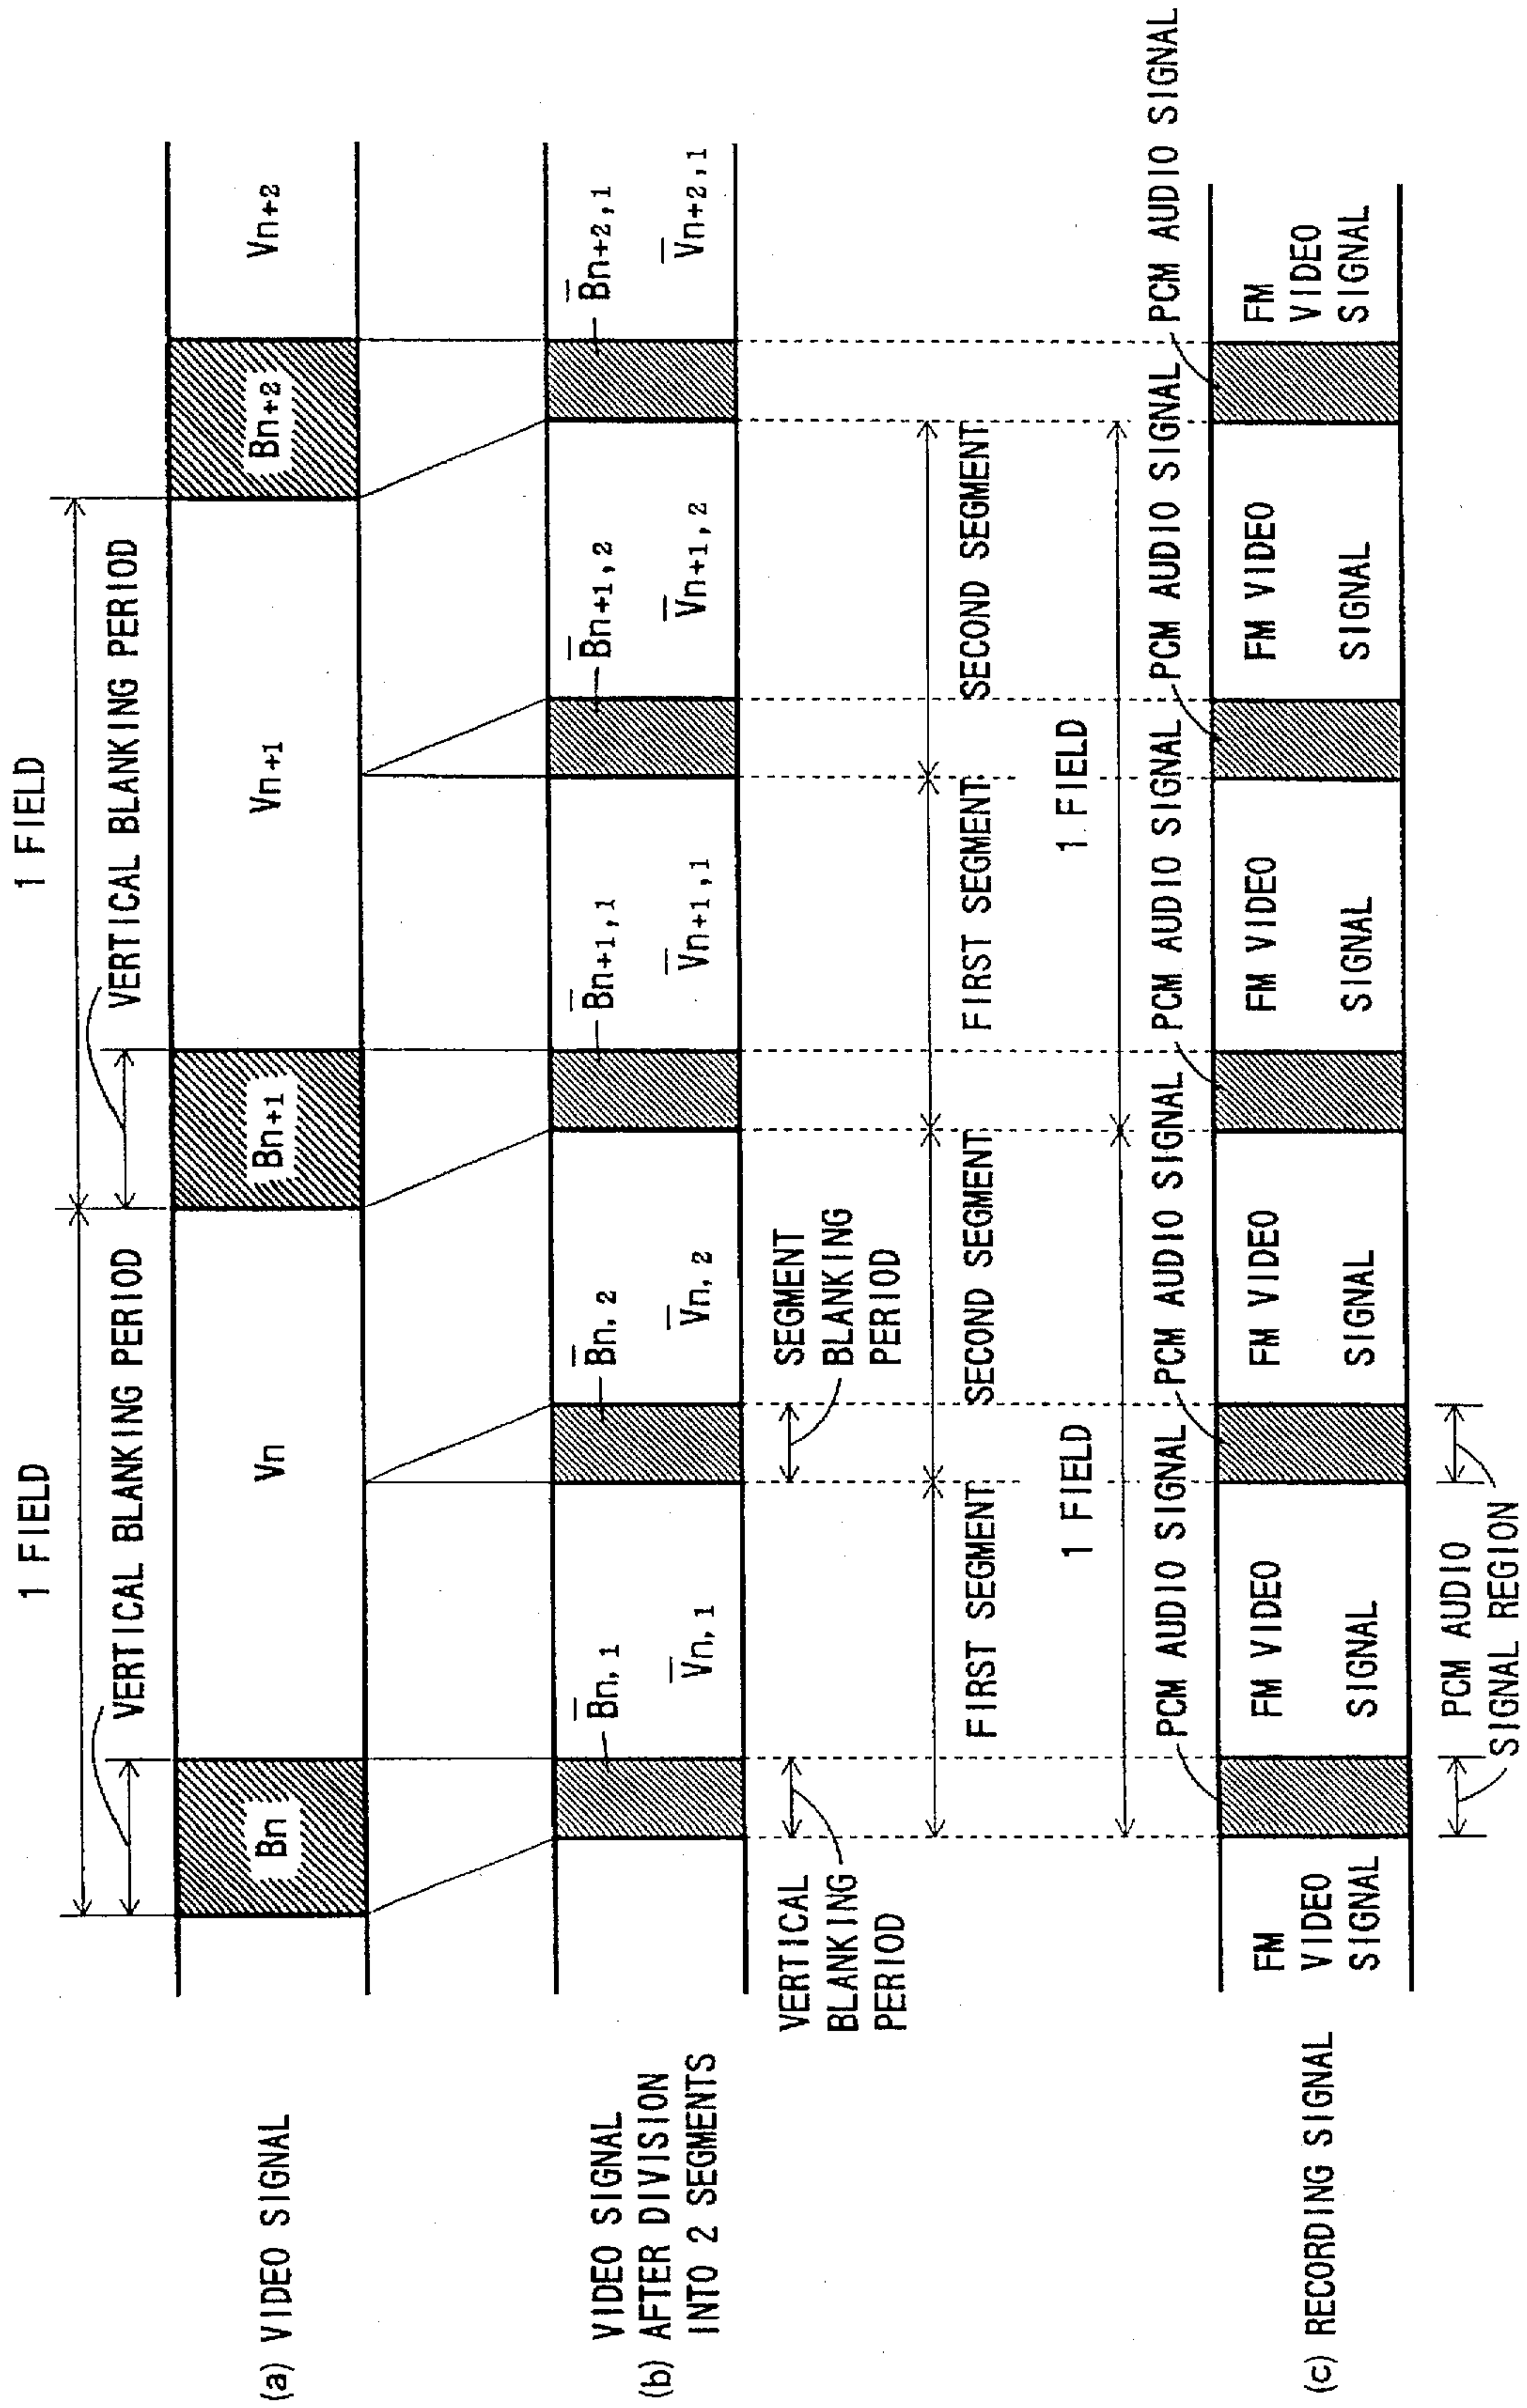 1 FIELD
1 FIELD
VERTICAL BLANKING PERIOD
VERTICAL BLANKING PERIOD
(a) VIDEO SIGNAL
Bn
Vn
Bn+1
Vn+1
Bn+2
Vn+2
VIDEO SIGNAL
(b) AFTER DIVISION
INTO 2 SEGMENTS
B̅n,1
B̅n,2
B̅n+1,1
B̅n+1,2
B̅n+2,1
V̅n,1
V̅n,2
V̅n+1,1
V̅n+1,2
V̅n+2,1
VERTICAL
BLANKING
PERIOD
SEGMENT
BLANKING
PERIOD
FIRST SEGMENT
SECOND SEGMENT
FIRST SEGMENT
SECOND SEGMENT
1 FIELD
1 FIELD
PCM AUDIO SIGNAL
PCM AUDIO SIGNAL
PCM AUDIO SIGNAL
PCM AUDIO SIGNAL
PCM AUDIO SIGNAL
(c) RECORDING SIGNAL
FM
VIDEO
SIGNAL
FM VIDEO
SIGNAL
FM VIDEO
SIGNAL
FM VIDEO
SIGNAL
FM VIDEO
SIGNAL
FM
VIDEO
SIGNAL
PCM AUDIO
SIGNAL REGION